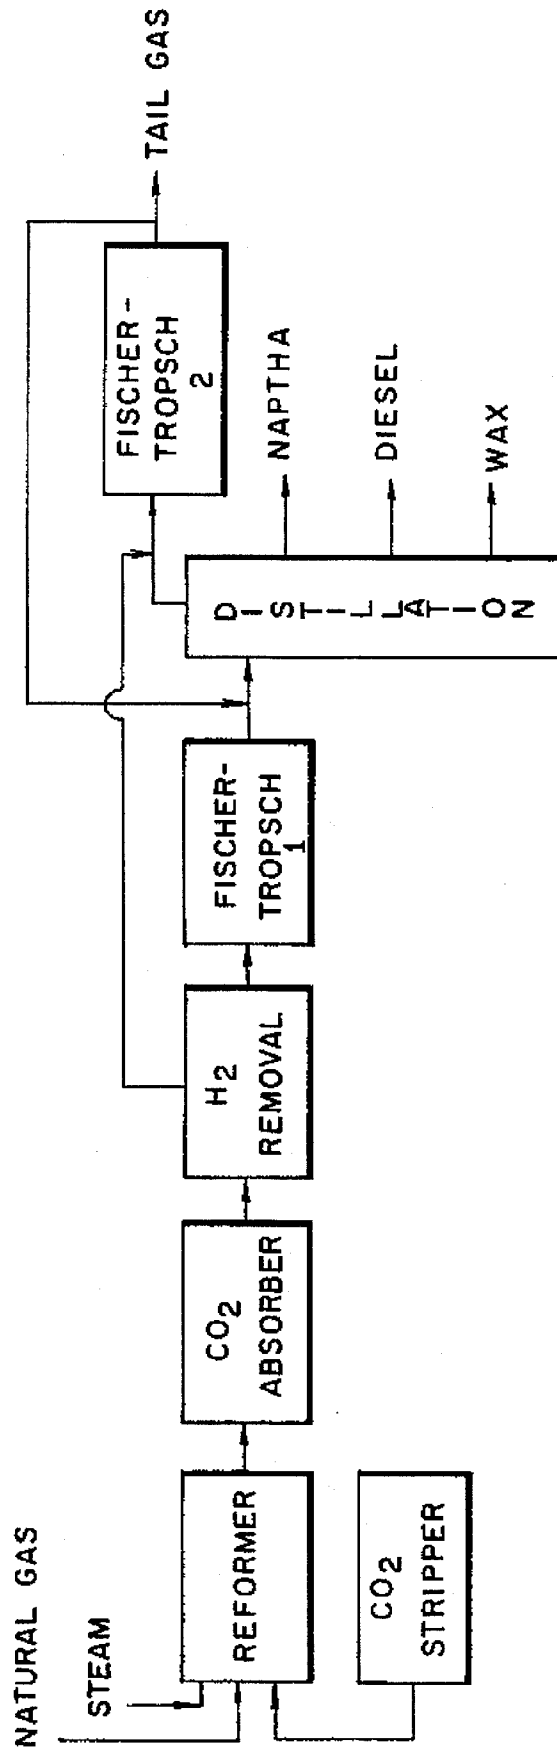 NATURAL GAS
STEAM
REFORMER
CO2
STRIPPER
CO2
ABSORBER
H2
REMOVAL
FISCHER-
TROPSCH
1
DISTILLATION
FISCHER-
TROPSCH
2
TAIL GAS
NAPTHA
DIESEL
WAX